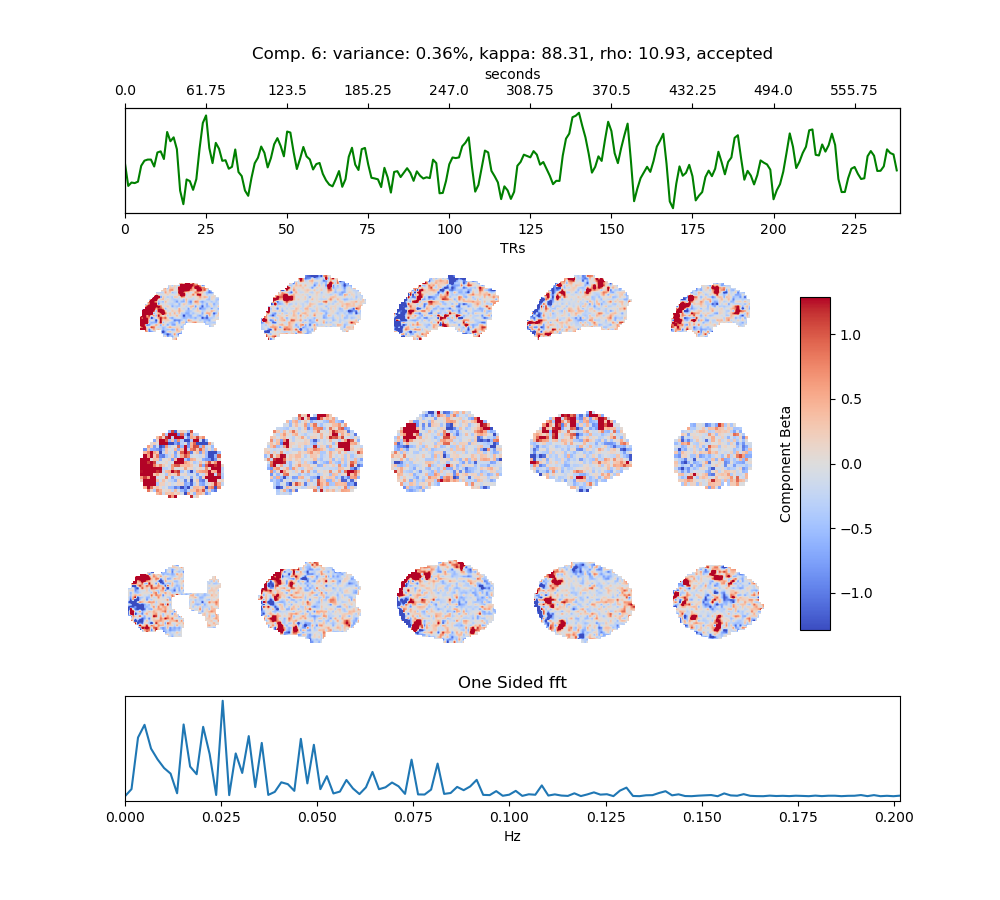 Comp. 6: variance: 0.36%, kappa: 88.31, rho: 10.93, accepted
seconds
0.0 61.75 123.5 185.25 247.0 308.75 370.5 432.25 494.0 555.75
0 25 50 75 100 125 150 175 200 225
TRs
1.0
0.5
0.0
−0.5
−1.0
Component Beta
One Sided fft
0.000 0.025 0.050 0.075 0.100 0.125 0.150 0.175 0.200
Hz